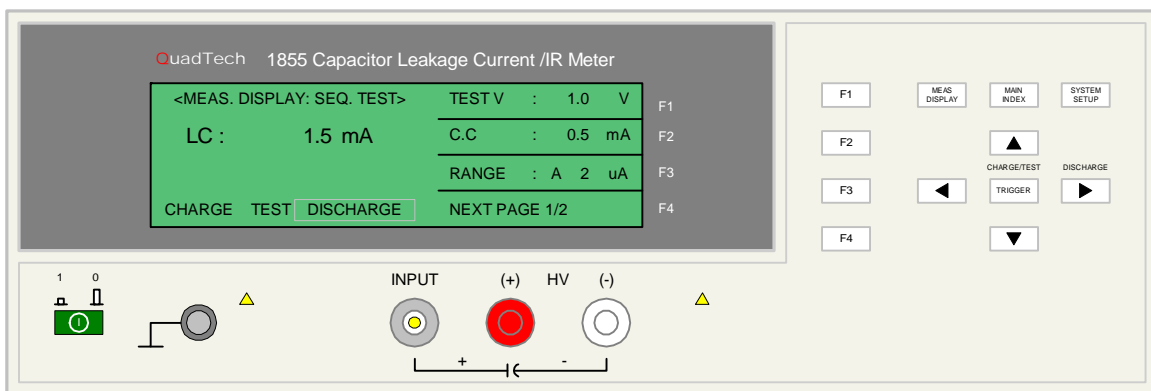 QuadTech 1855 Capacitor Leakage Current /IR Meter
<MEAS. DISPLAY: SEQ. TEST>
LC : 1.5 mA
CHARGE TEST DISCHARGE
TEST V : 1.0 V
C.C : 0.5 mA
RANGE : A 2 uA
NEXT PAGE 1/2
F1
F2
F3
F4
F1
F2
F3
F4
MEAS DISPLAY
MAIN INDEX
SYSTEM SETUP
CHARGE/TEST
DISCHARGE
TRIGGER
1 0
INPUT (+) HV (-)
+ -